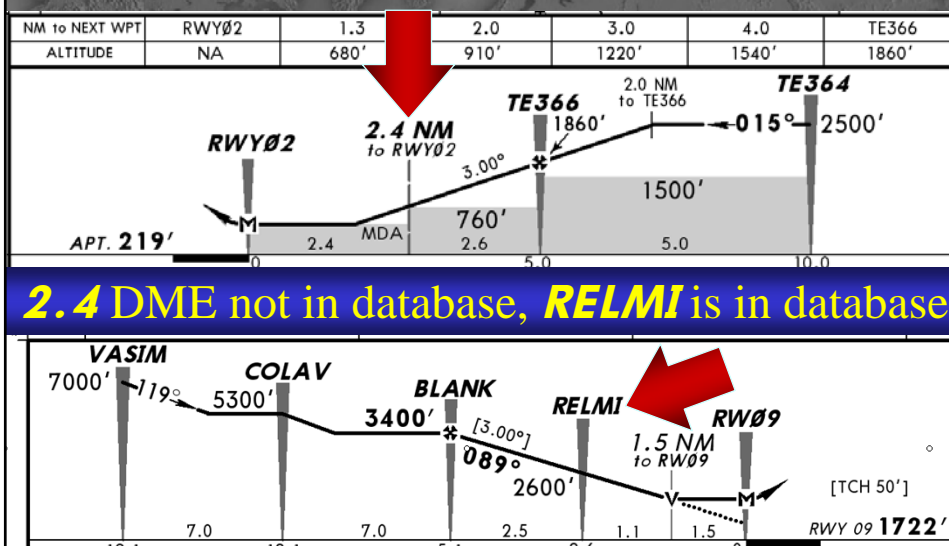 NM to NEXT WPT RWYØ2 1.3 2.0 3.0 4.0 TE366
ALTITUDE NA 680' 910' 1220' 1540' 1860'
TE364
2.0 NM
to TE366
TE366
1860'
015° 2500'
2.4 NM
to RWYØ2
RWYØ2
3.00°
1500'
760'
MDA
APT. 219'
2.4 2.6 5.0
0 5.0 10.0
2.4 DME not in database, RELMI is in database
VASIM
7000' 119°
COLAV
5300'
BLANK
3400' [3.00°]
089°
RELMI
2600'
RWØ9
1.5 NM
to RWØ9
V M
[TCH 50']
7.0 7.0 2.5 1.1 1.5 RWY 09 1722'